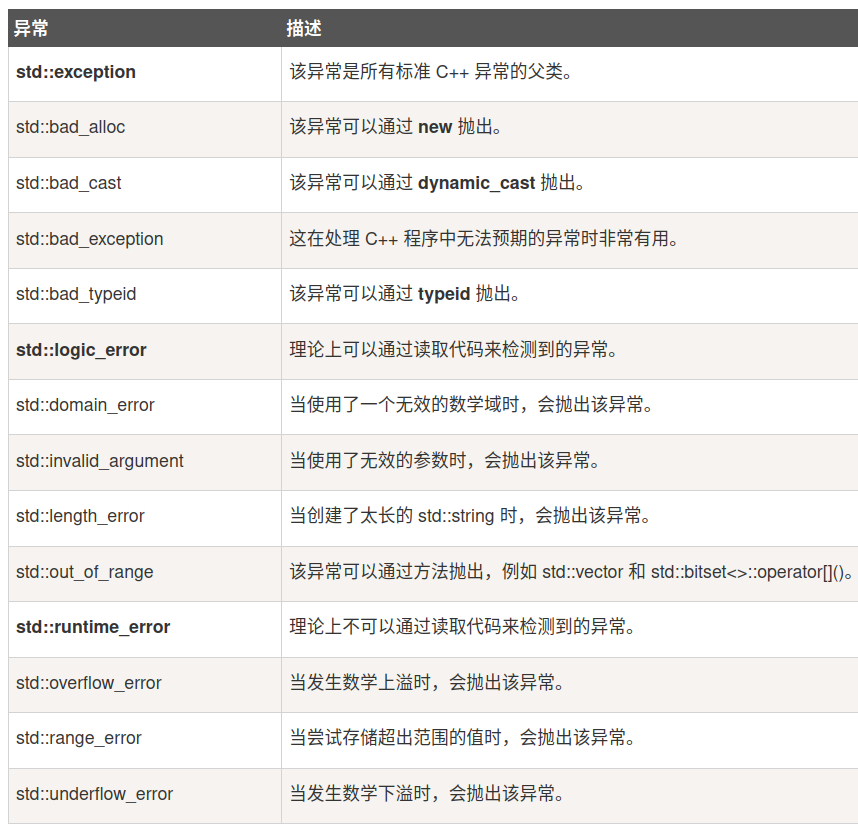 异常 描述
std::exception 该异常是所有标准 C++ 异常的父类。
std::bad_alloc 该异常可以通过 new 抛出。
std::bad_cast 该异常可以通过 dynamic_cast 抛出。
std::bad_exception 这在处理 C++ 程序中无法预期的异常时非常有用。
std::bad_typeid 该异常可以通过 typeid 抛出。
std::logic_error 理论上可以通过读取代码来检测到的异常。
std::domain_error 当使用了一个无效的数学域时，会抛出该异常。
std::invalid_argument 当使用了无效的参数时，会抛出该异常。
std::length_error 当创建了太长的 std::string 时，会抛出该异常。
std::out_of_range 该异常可以通过方法抛出，例如 std::vector 和 std::bitset<>::operator[]()。
std::runtime_error 理论上不可以通过读取代码来检测到的异常。
std::overflow_error 当发生数学上溢时，会抛出该异常。
std::range_error 当尝试存储超出范围的值时，会抛出该异常。
std::underflow_error 当发生数学下溢时，会抛出该异常。